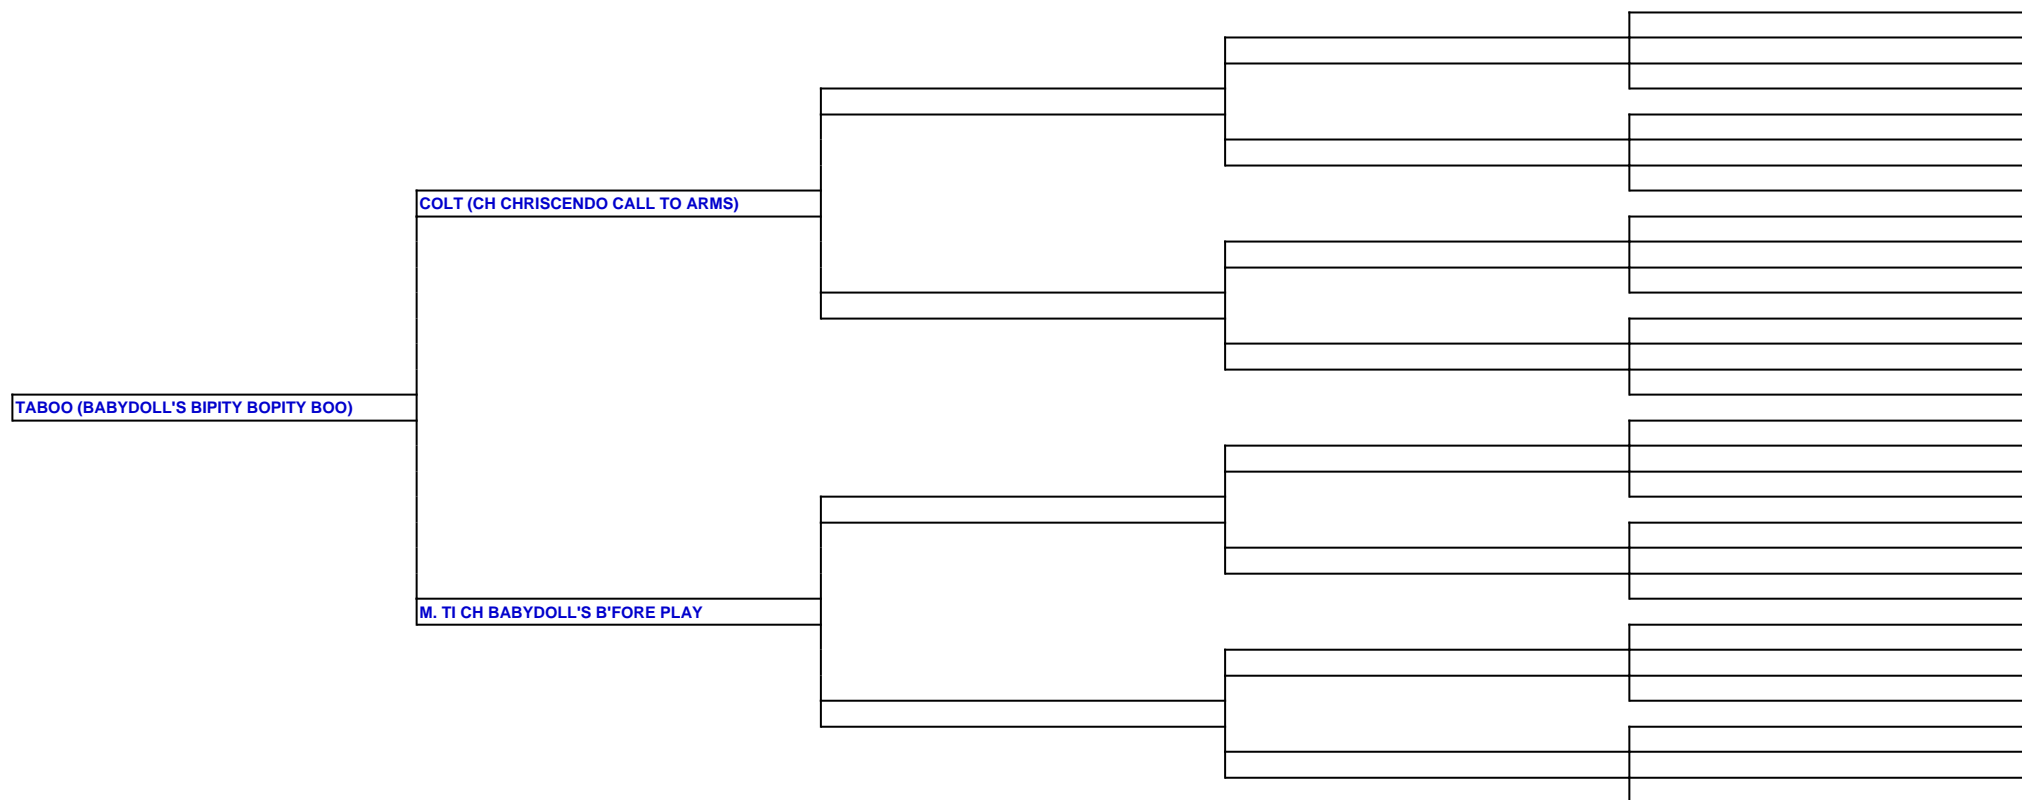 COLT (CH CHRISCENDO CALL TO ARMS)
TABOO (BABYDOLL'S BIPITY BOPITY BOO)
M. TI CH BABYDOLL'S B'FORE PLAY